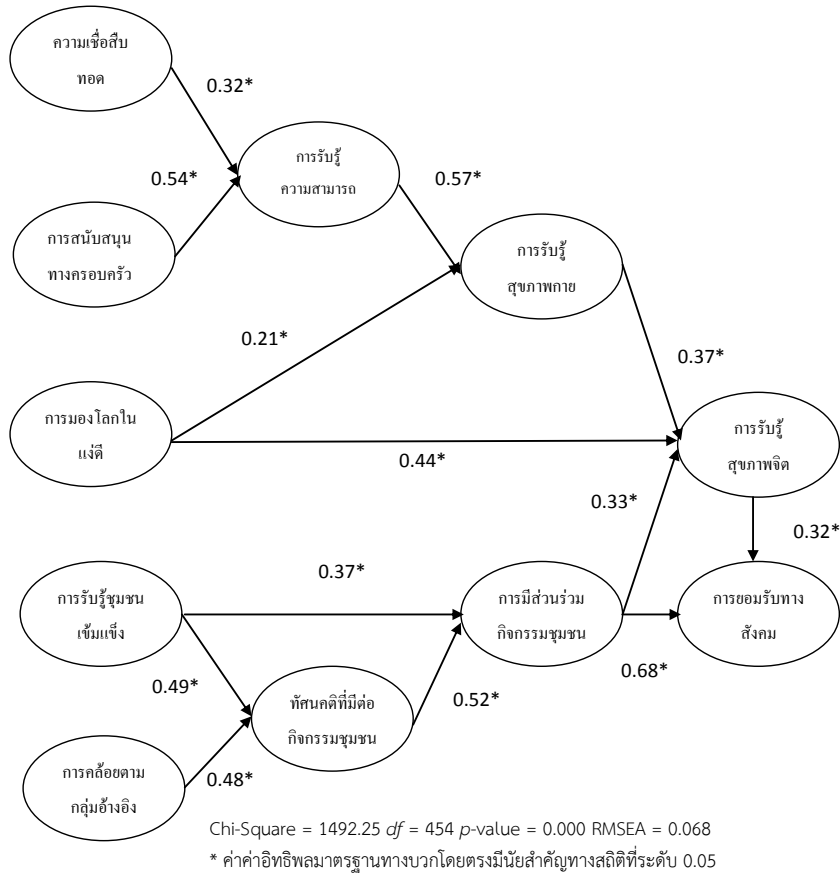 ความเชื่อสืบ
ทอด
0.32*
การรับรู้
ความสามารถ
0.54*
0.57*
การสนับสนุน
ทางครอบครัว
การรับรู้
สุขภาพกาย
0.21*
0.37*
การมองโลกใน
แง่ดี
การรับรู้
สุขภาพจิต
0.44*
0.33*
0.32*
0.37*
การรับรู้ชุมชน
เข้มแข็ง
การมีส่วนร่วม
กิจกรรมชุมชน
การยอมรับทาง
สังคม
0.49*
0.68*
ทัศนคติที่มีต่อ
กิจกรรมชุมชน
0.52*
การคล้อยตาม
กลุ่มอ้างอิง
0.48*
Chi-Square = 1492.25 df = 454 p-value = 0.000 RMSEA = 0.068
* ค่าค่าอิทธิพลมาตรฐานทางบวกโดยตรงมีนัยสำคัญทางสถิติที่ระดับ 0.05